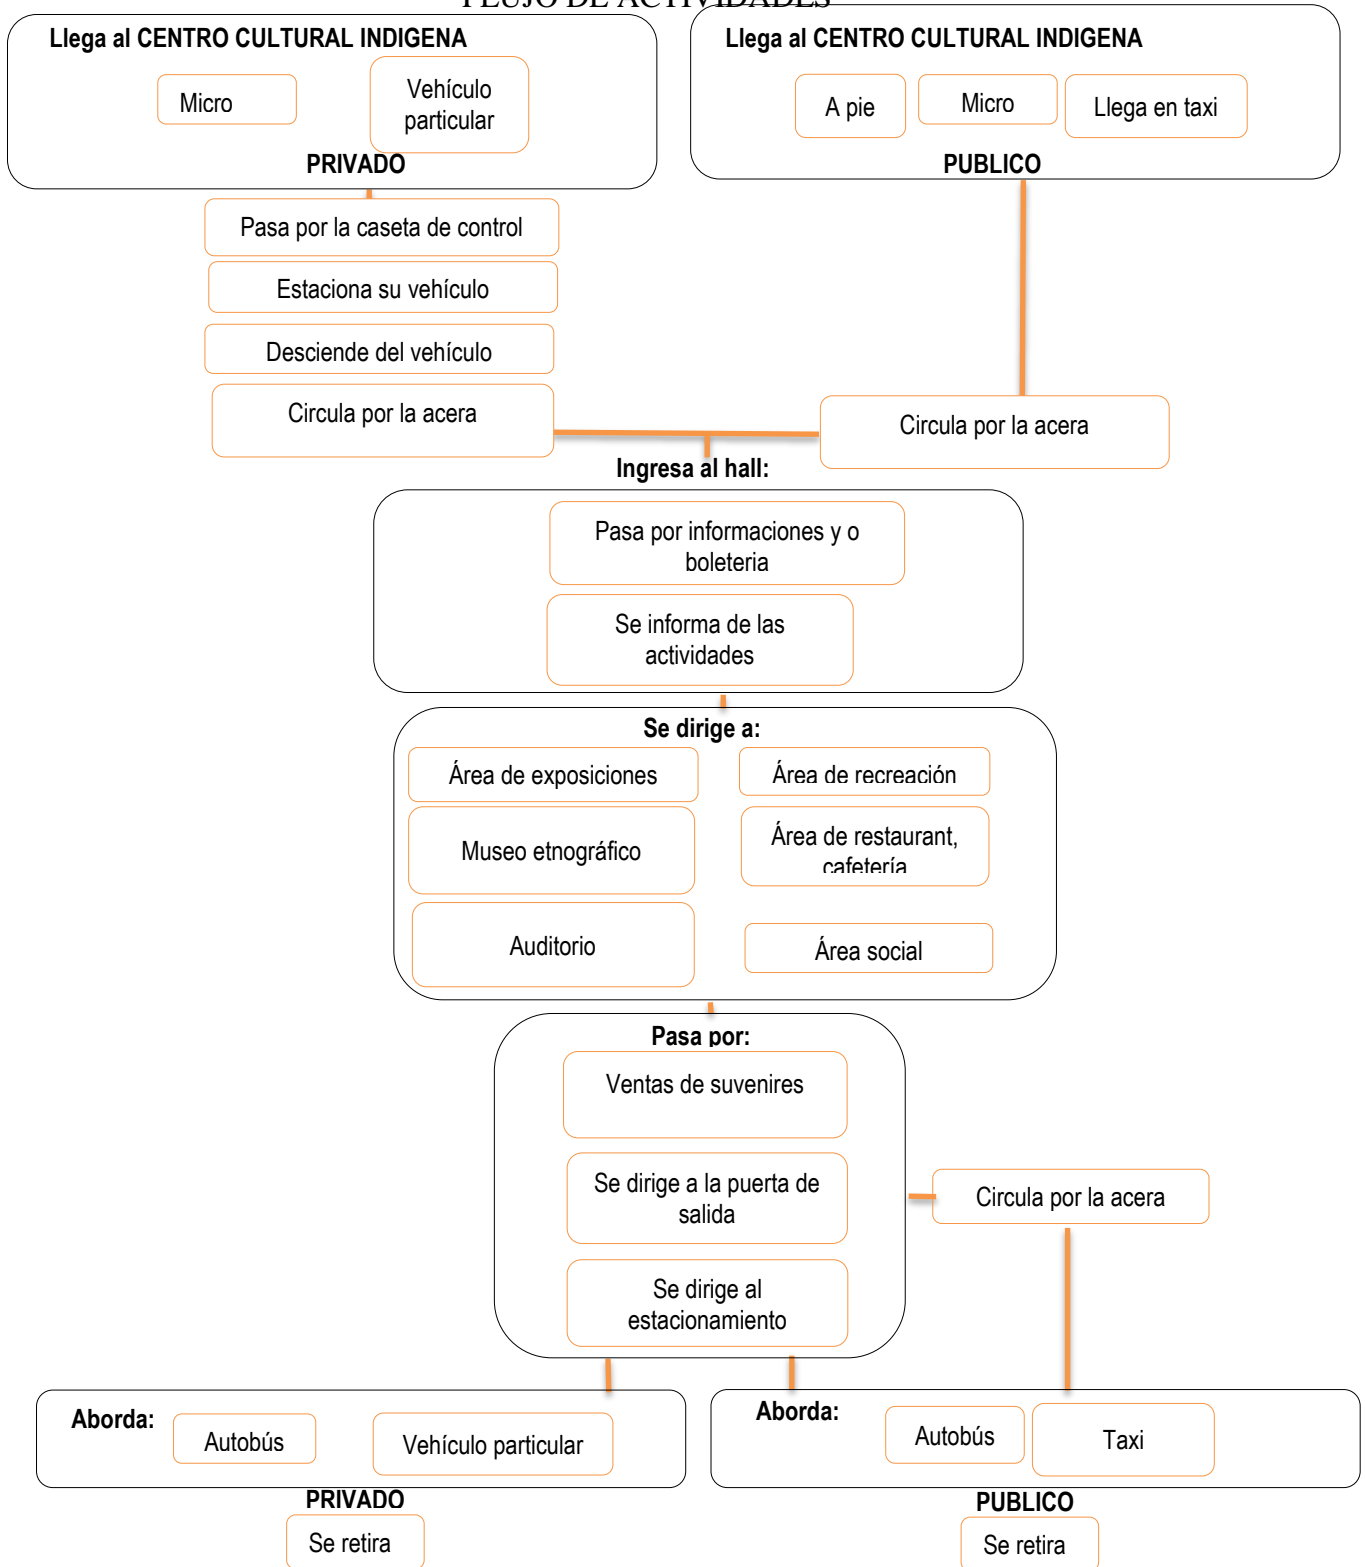 FLUJO DE ACTIVIDADES
Llega al CENTRO CULTURAL INDIGENA
Micro
Vehículo
particular
PRIVADO
Llega al CENTRO CULTURAL INDIGENA
A pie
Micro
Llega en taxi
PUBLICO
Pasa por la caseta de control
Estaciona su vehículo
Desciende del vehículo
Circula por la acera
Circula por la acera
Ingresa al hall:
Pasa por informaciones y o
boleteria
Se informa de las
actividades
Se dirige a:
Área de exposiciones
Área de recreación
Museo etnográfico
Área de restaurant,
cafetería
Auditorio
Área social
Pasa por:
Ventas de suvenires
Se dirige a la puerta de
salida
Circula por la acera
Se dirige al
estacionamiento
Aborda:
Autobús
Vehículo particular
PRIVADO
Se retira
Aborda:
Autobús
Taxi
PUBLICO
Se retira